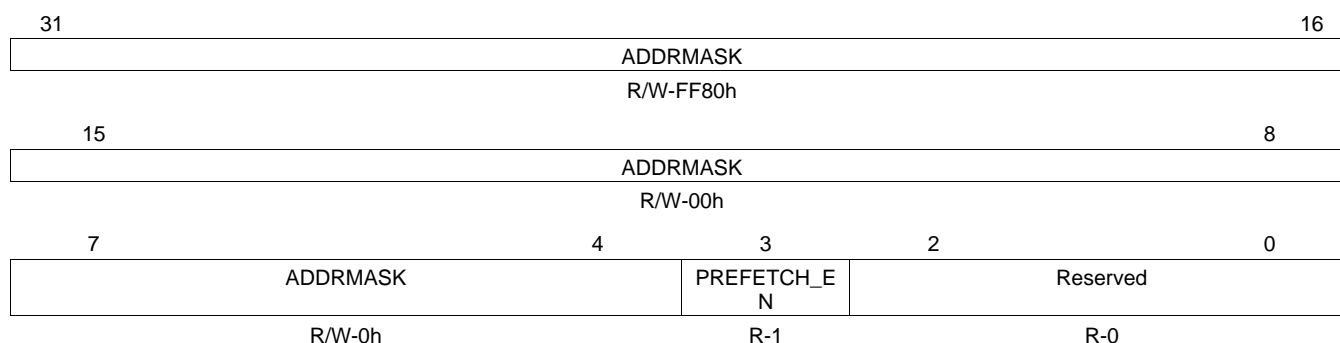 31 16
ADDRMASK
R/W-FF80h
15 8
ADDRMASK
R/W-00h
7 4 3 2 0
ADDRMASK PREFETCH_E Reserved
N
R/W-0h R-1 R-0